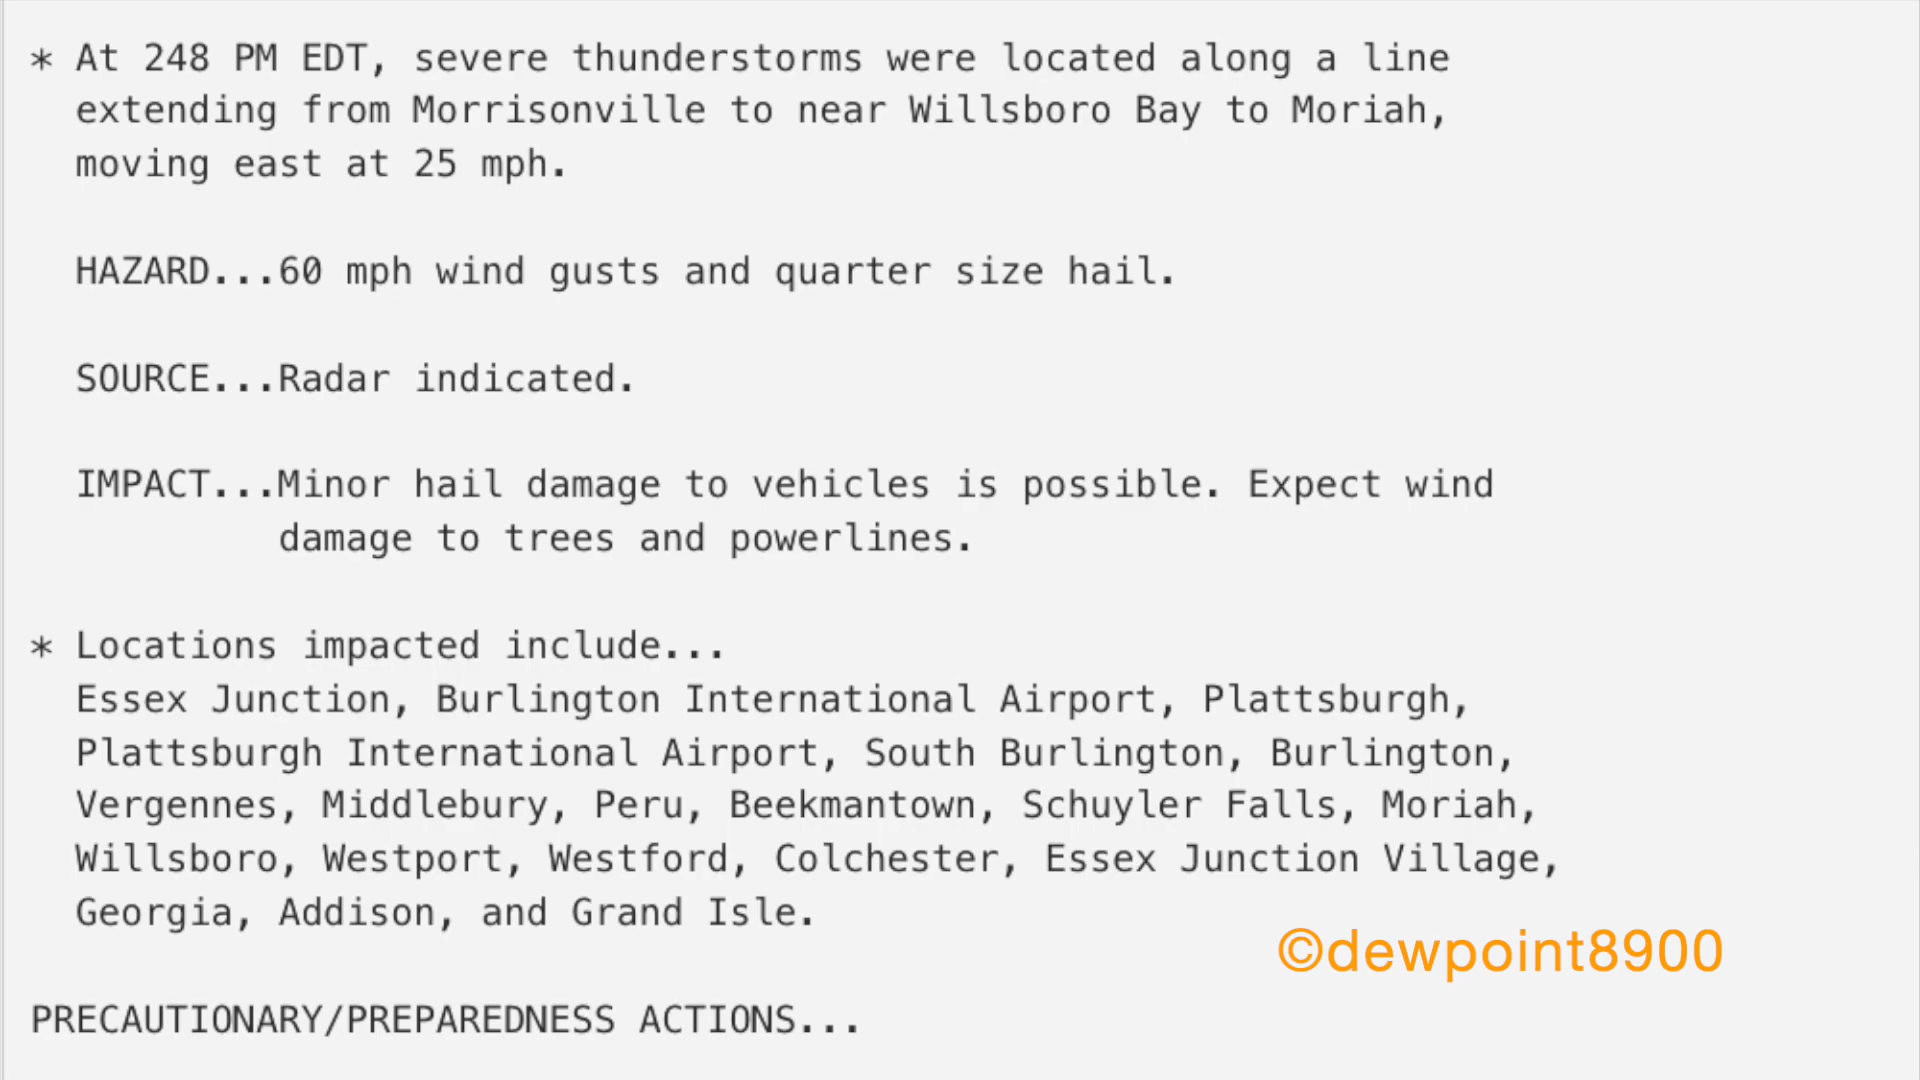 * At 248 PM EDT, severe thunderstorms were located along a line
extending from Morrisonville to near Willsboro Bay to Moriah,
moving east at 25 mph.
HAZARD...60 mph wind gusts and quarter size hail.
SOURCE...Radar indicated.
IMPACT...Minor hail damage to vehicles is possible. Expect wind
damage to trees and powerlines.
* Locations impacted include...
Essex Junction, Burlington International Airport, Plattsburgh,
Plattsburgh International Airport, South Burlington, Burlington,
Vergennes, Middlebury, Peru, Beekmantown, Schuyler Falls, Moriah,
Willsboro, Westport, Westford, Colchester, Essex Junction Village,
Georgia, Addison, and Grand Isle.
©dewpoint8900
PRECAUTIONARY/PREPAREDNESS ACTIONS...